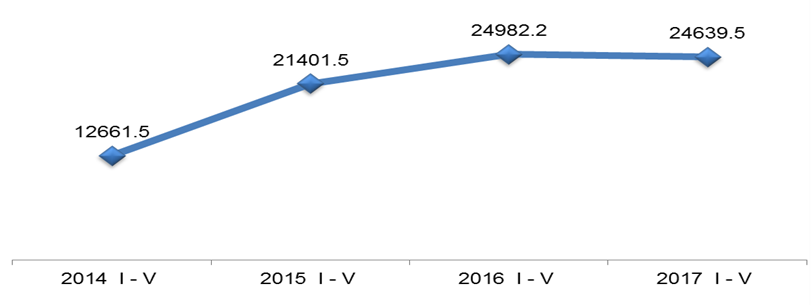 24982.2
24639.5
21401.5
12661.5
2014 I - V
2015 I - V
2016 I - V
2017 I - V